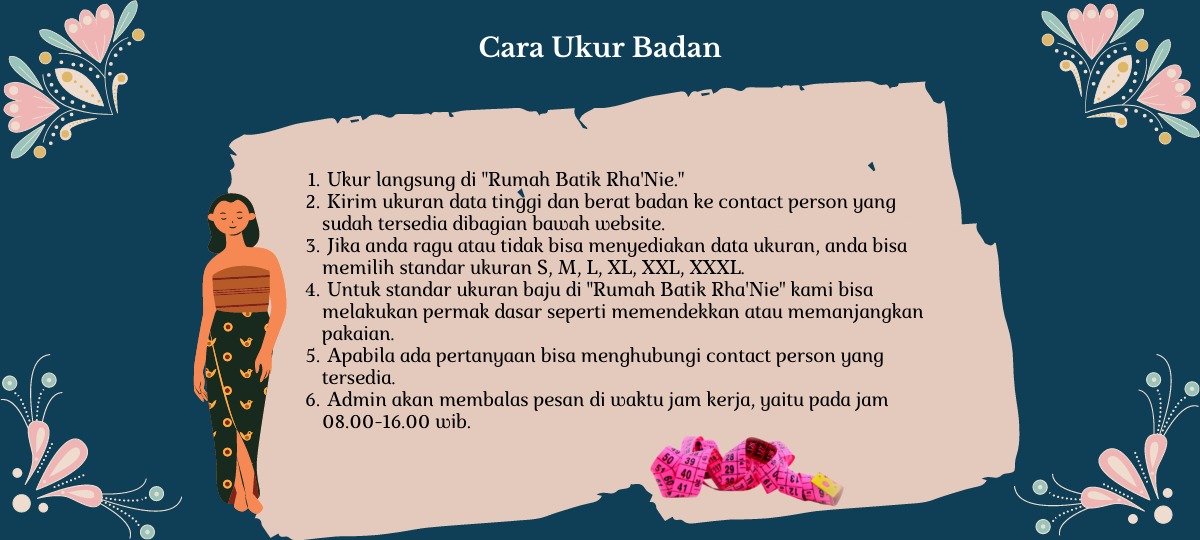 Cara Ukur Badan
1. Ukur langsung di "Rumah Batik Rha'Nie."
2. Kirim ukuran data tinggi dan berat badan ke contact person yang
sudah tersedia dibagian bawah website.
3. Jika anda ragu atau tidak bisa menyediakan data ukuran, anda bisa
memilih standar ukuran S, M, L, XL, XXL, XXXL.
4. Untuk standar ukuran baju di "Rumah Batik Rha'Nie" kami bisa
melakukan permak dasar seperti memendekkan atau memanjangkan
pakaian.
5. Apabila ada pertanyaan bisa menghubungi contact person yang
tersedia.
6. Admin akan membalas pesan di waktu jam kerja, yaitu pada jam
08.00-16.00 wib.